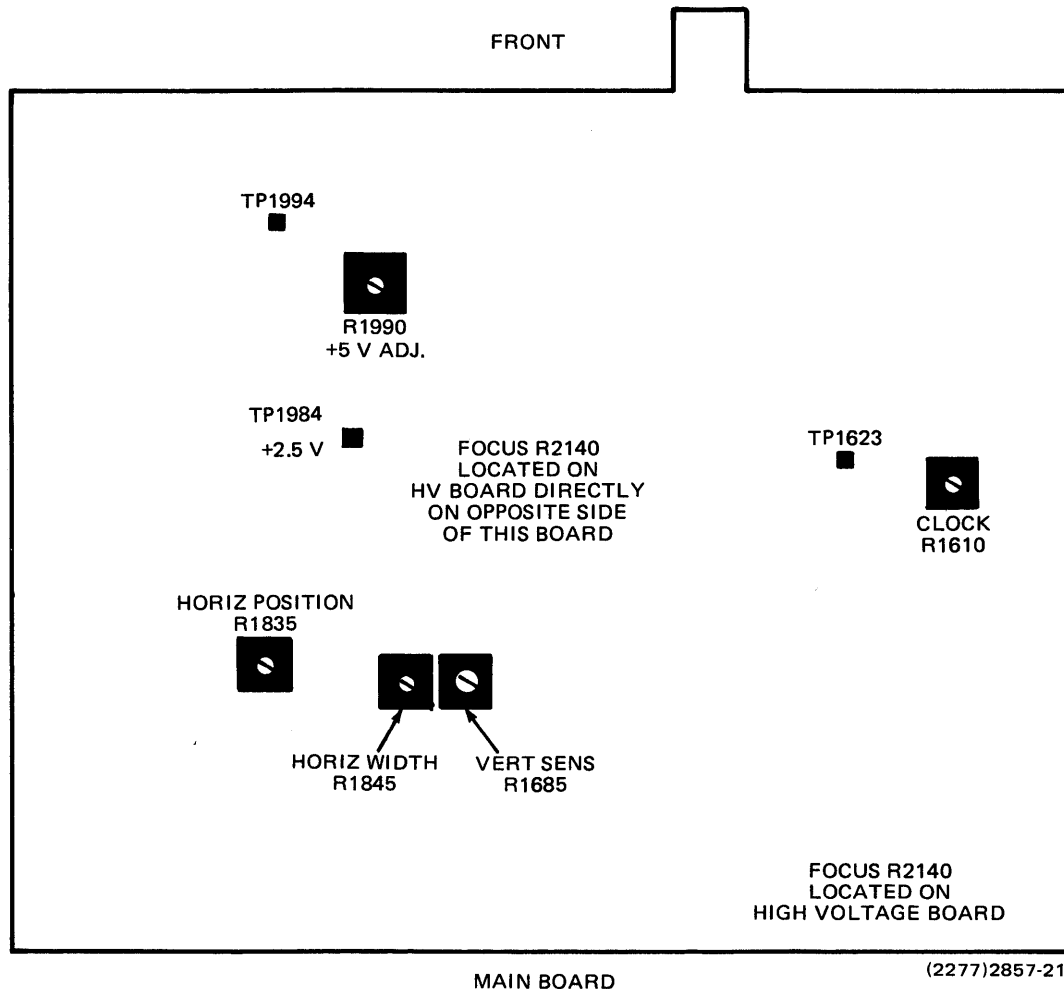 FRONT
TP1994
R1990
+5 V ADJ.
TP1984
+2.5 V
FOCUS R2140
LOCATED ON
HV BOARD DIRECTLY
ON OPPOSITE SIDE
OF THIS BOARD
TP1623
CLOCK
R1610
HORIZ POSITION
R1835
HORIZ WIDTH
R1845
VERT SENS
R1685
FOCUS R2140
LOCATED ON
HIGH VOLTAGE BOARD
MAIN BOARD
(2277)2857-21